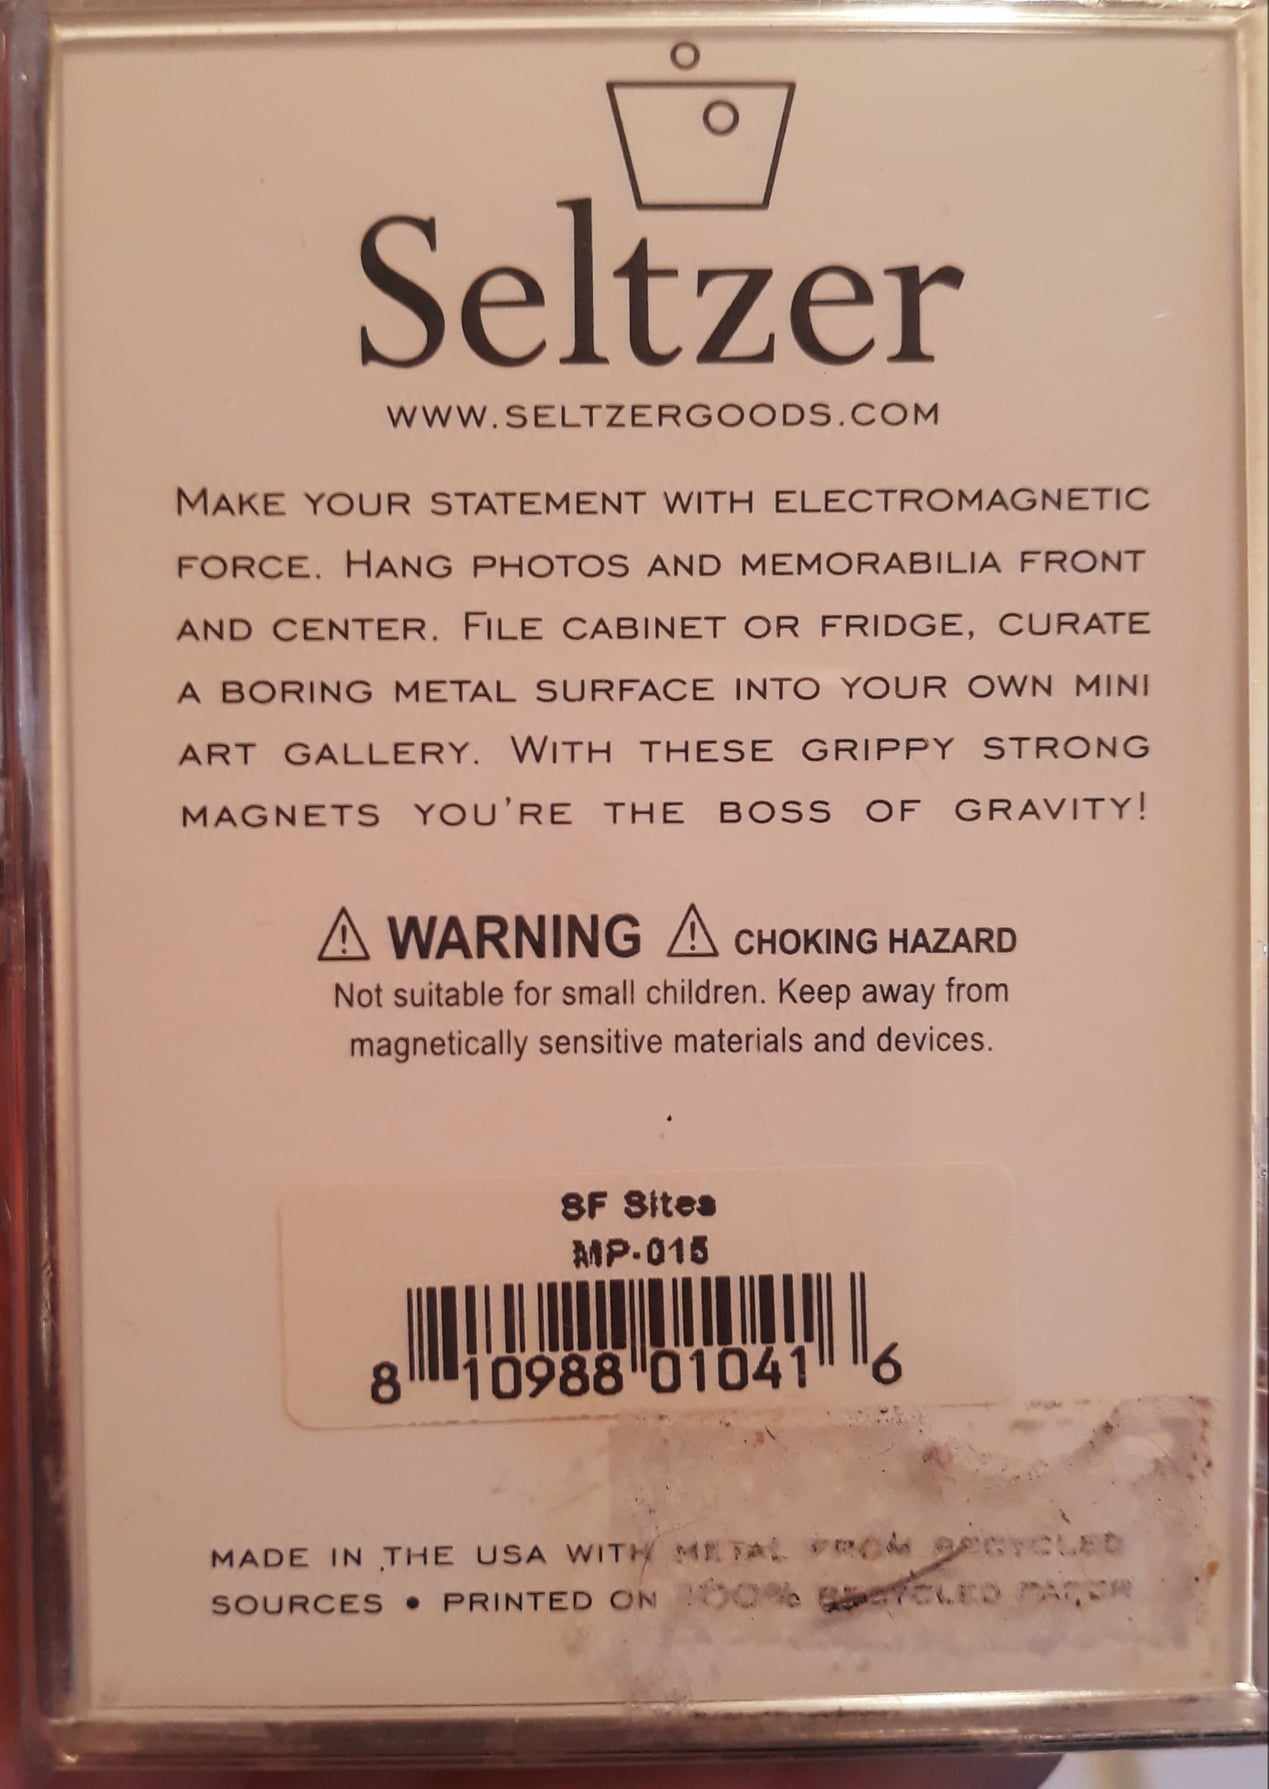 Seltzer
WWW.SELTZERGOODS.COM
MAKE YOUR STATEMENT WITH ELECTROMAGNETIC
FORCE. HANG PHOTOS AND MEMORABILIA FRONT
AND CENTER. FILE CABINET OR FRIDGE, CURATE
A BORING METAL SURFACE INTO YOUR OWN MINI
ART GALLERY. WITH THESE GRIPPY STRONG
MAGNETS YOU'RE THE BOSS OF GRAVITY!
WARNING CHOKING HAZARD
Not suitable for small children. Keep away from
magnetically sensitive materials and devices.
SF Sites
MP-015
8 10988 01041 6
MADE IN THE USA WITH METAL FROM RECYCLED
SOURCES • PRINTED ON 100% RECYCLED PAPER